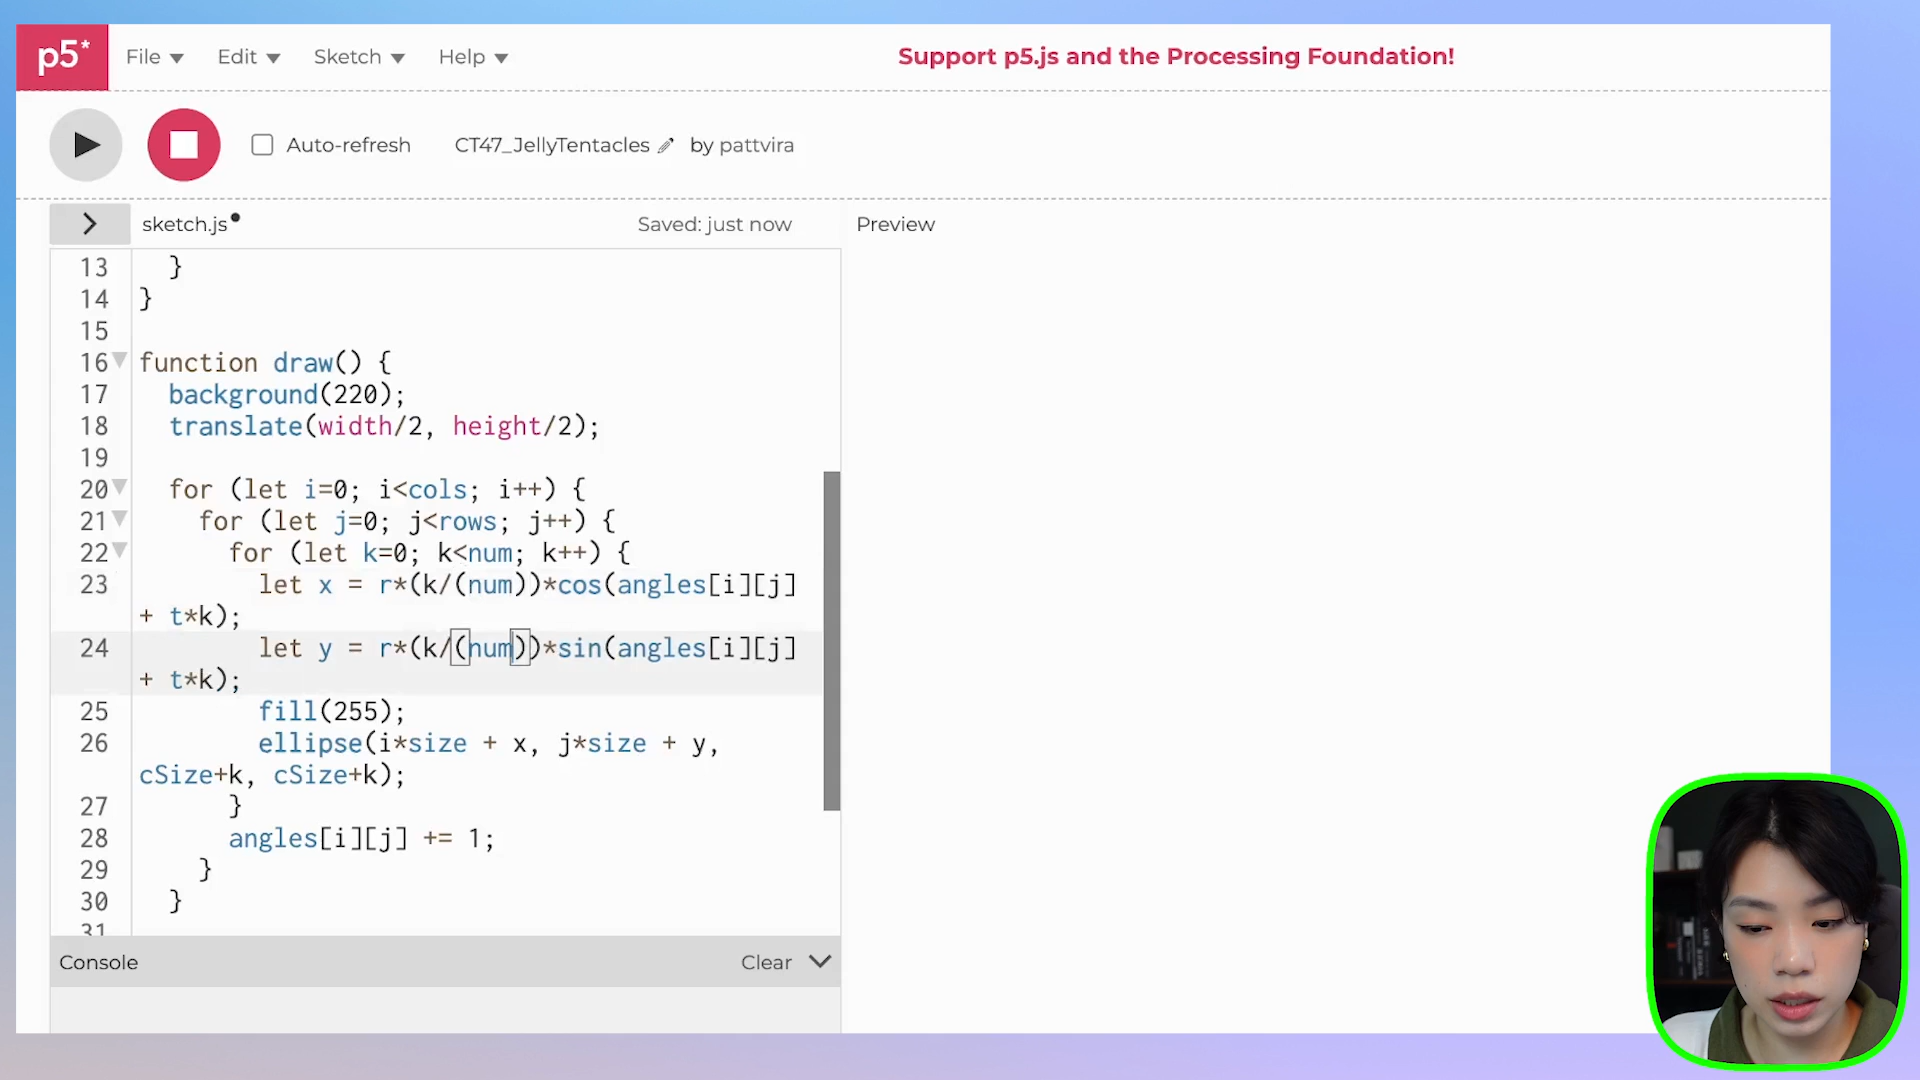 p5* File Edit Sketch Help Support p5.js and the Processing Foundation!
Auto-refresh CT47_JellyTentacles by pattvira
sketch.js Saved: just now Preview
13 }
14 }
15
16 function draw() {
17 background(220);
18 translate(width/2, height/2);
19
20 for (let i=0; i<cols; i++) {
21 for (let j=0; j<rows; j++) {
22 for (let k=0; k<num; k++) {
23 let x = r*(k/(num))*cos(angles[i][j]
+ t*k);
24 let y = r*(k/(num))*sin(angles[i][j]
+ t*k);
25 fill(255);
26 ellipse(i*size + x, j*size + y,
cSize+k, cSize+k);
27 }
28 angles[i][j] += 1;
29 }
30 }
31
Console Clear